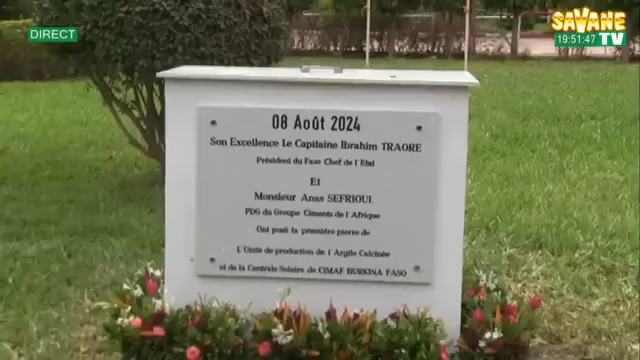 DIRECT
SAVANE
19:51:47 TV
08 Août 2024
Son Excellence Le Capitaine Ibrahim TRAORE
Président du Faso Chef de l'Etat
Et
Monsieur Anas SEFRIOUI,
PDG du Groupe Ciments de l'Afrique
Ont posé la première pierre de
L'Unité de production de l'Argile Calcinée
et de la Centrale Solaire de CIMAF BURKINA FASO